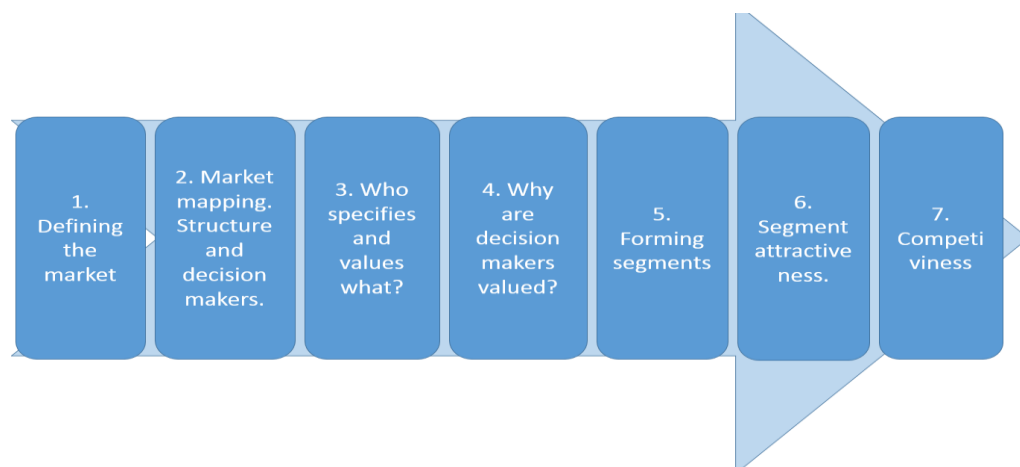 1.
Defining
the
market
2. Market
mapping.
Structure
and
decision
makers.
3. Who
specifies
and
values
what?
4. Why
are
decision
makers
valued?
5.
Forming
segments
6.
Segment
attractive
ness.
7.
Competi
viness